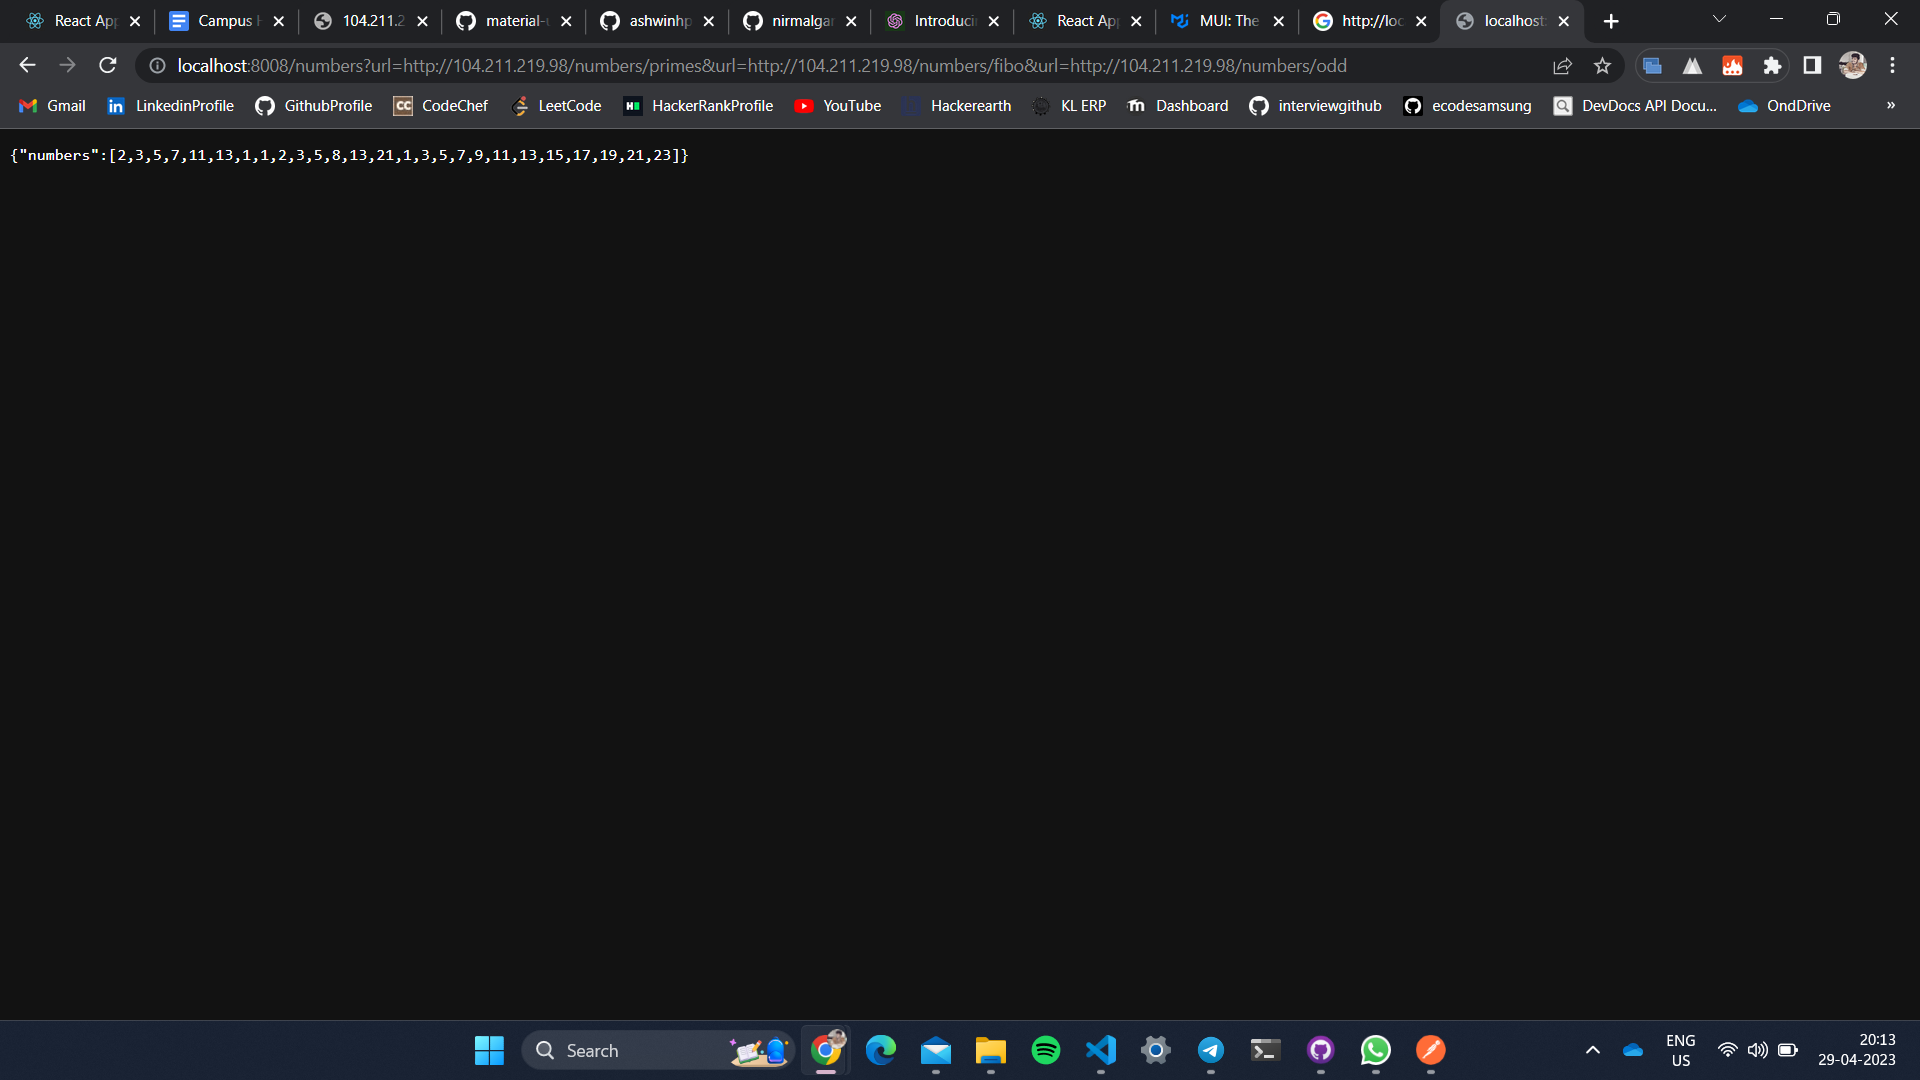 React App
Campus H
104.211.2
material-u
ashwinhp
nirmalgar
Introducin
React App
MUI: The
http://loc
localhost:
localhost:8008/numbers?url=http://104.211.219.98/numbers/primes&url=http://104.211.219.98/numbers/fibo&url=http://104.211.219.98/numbers/odd
Gmail LinkedinProfile GithubProfile CodeChef LeetCode HackerRankProfile YouTube Hackerearth KL ERP Dashboard interviewgithub ecodesamsung DevDocs API Docu... OndDrive »
{"numbers":[2,3,5,7,11,13,1,1,2,3,5,8,13,21,1,3,5,7,9,11,13,15,17,19,21,23]}
Search
ENG
US
20:13
29-04-2023